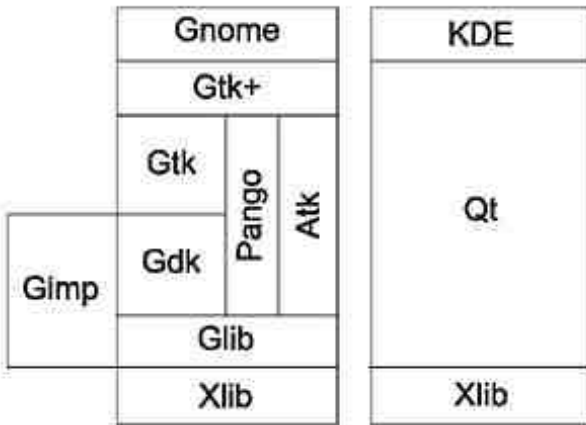 Gnome
KDE
Gtk+
Gtk
Pango
Atk
Qt
Gimp
Gdk
Glib
Xlib
Xlib